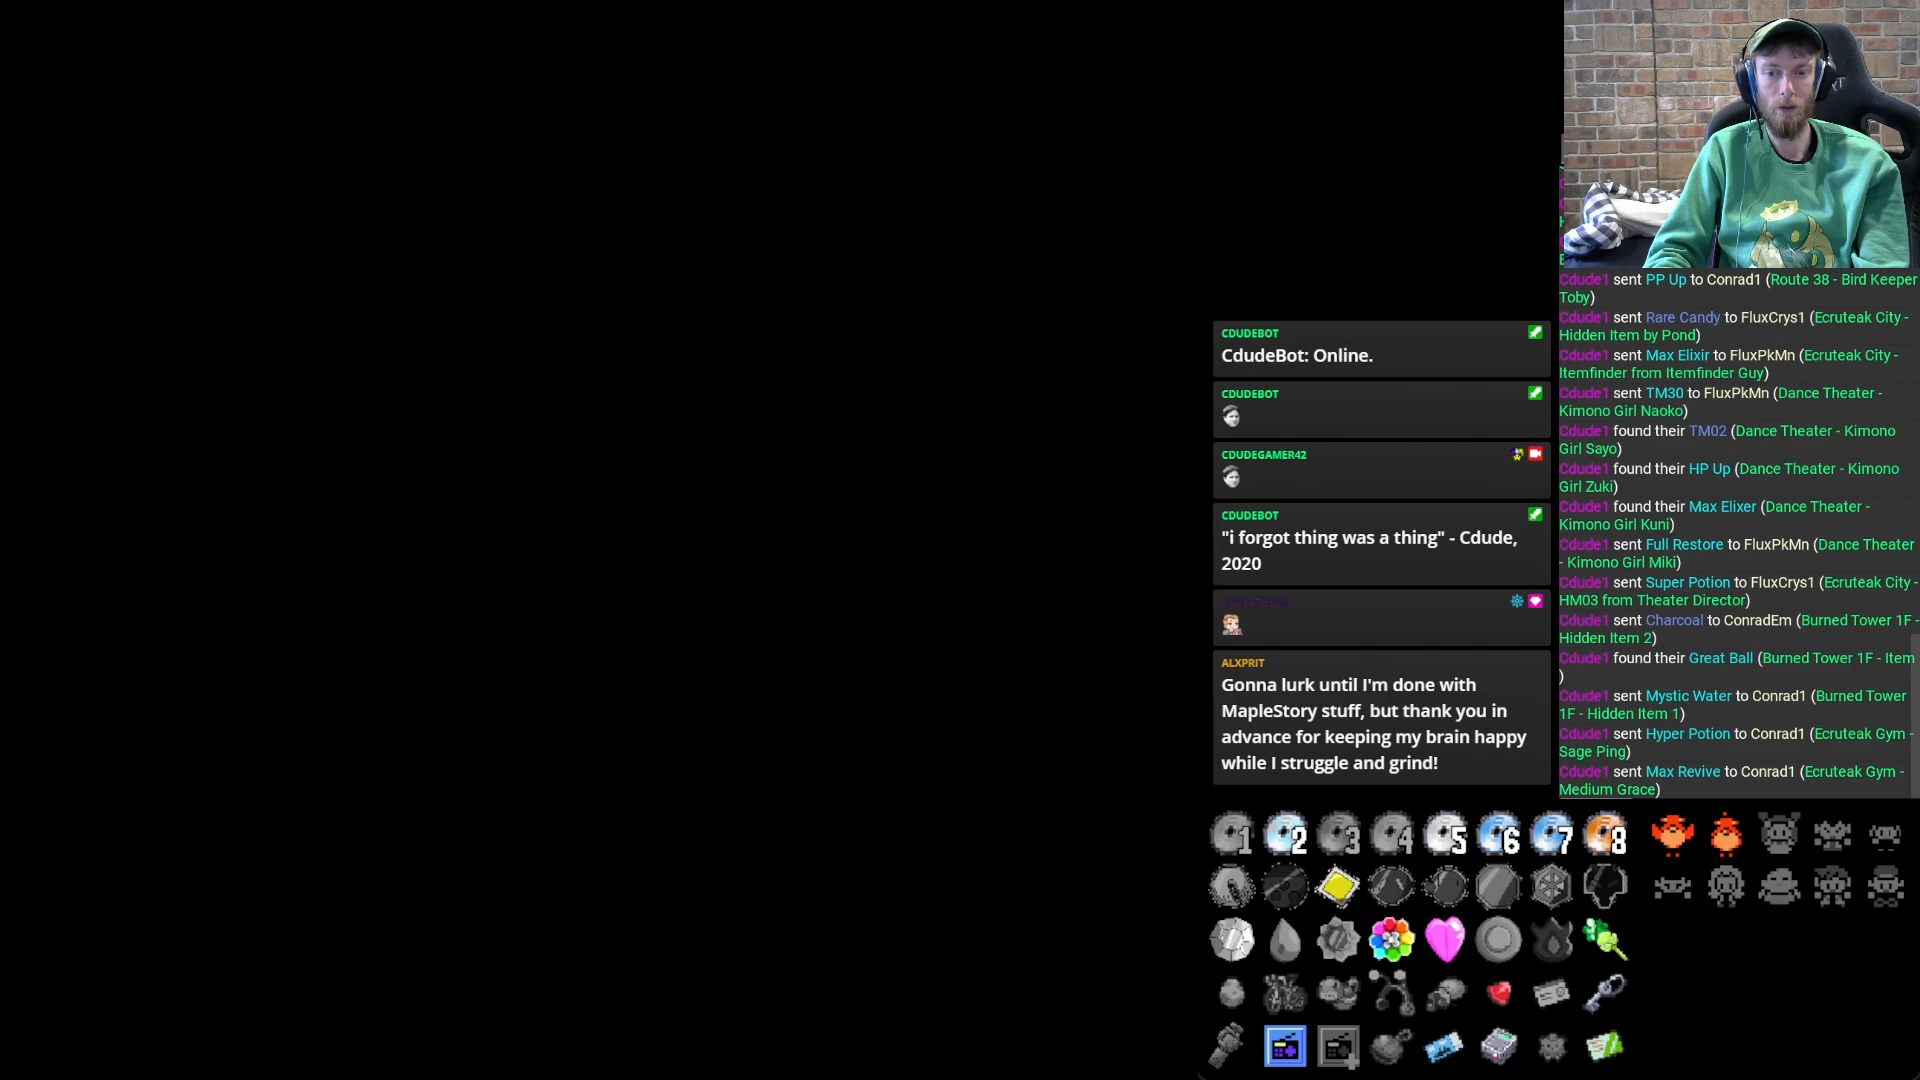 CDUDEBOT
CdudeBot: Online.
CDUDEBOT
CDUDEGAMER42
CDUDEBOT
"i forgot thing was a thing" - Cdude,
2020
ALXPRIT
Gonna lurk until I'm done with
MapleStory stuff, but thank you in
advance for keeping my brain happy
while I struggle and grind!
Cdude1 sent PP Up to Conrad1 (Route 38 - Bird Keeper
Toby)
Cdude1 sent Rare Candy to FluxCrys1 (Ecruteak City -
Hidden Item by Pond)
Cdude1 sent Max Elixir to FluxPkMn (Ecruteak City -
Itemfinder from Itemfinder Guy)
Cdude1 sent TM30 to FluxPkMn (Dance Theater -
Kimono Girl Naoko)
Cdude1 found their TM02 (Dance Theater - Kimono
Girl Sayo)
Cdude1 found their HP Up (Dance Theater - Kimono
Girl Zuki)
Cdude1 found their Max Elixer (Dance Theater -
Kimono Girl Kuni)
Cdude1 sent Full Restore to FluxPkMn (Dance Theater
- Kimono Girl Miki)
Cdude1 sent Super Potion to FluxCrys1 (Ecruteak City -
HM03 from Theater Director)
Cdude1 sent Charcoal to ConradEm (Burned Tower 1F -
Hidden Item 2)
Cdude1 found their Great Ball (Burned Tower 1F - Item
)
Cdude1 sent Mystic Water to Conrad1 (Burned Tower
1F - Hidden Item 1)
Cdude1 sent Hyper Potion to Conrad1 (Ecruteak Gym -
Sage Ping)
Cdude1 sent Max Revive to Conrad1 (Ecruteak Gym -
Medium Grace)
1 2 3 4 5 6 7 8